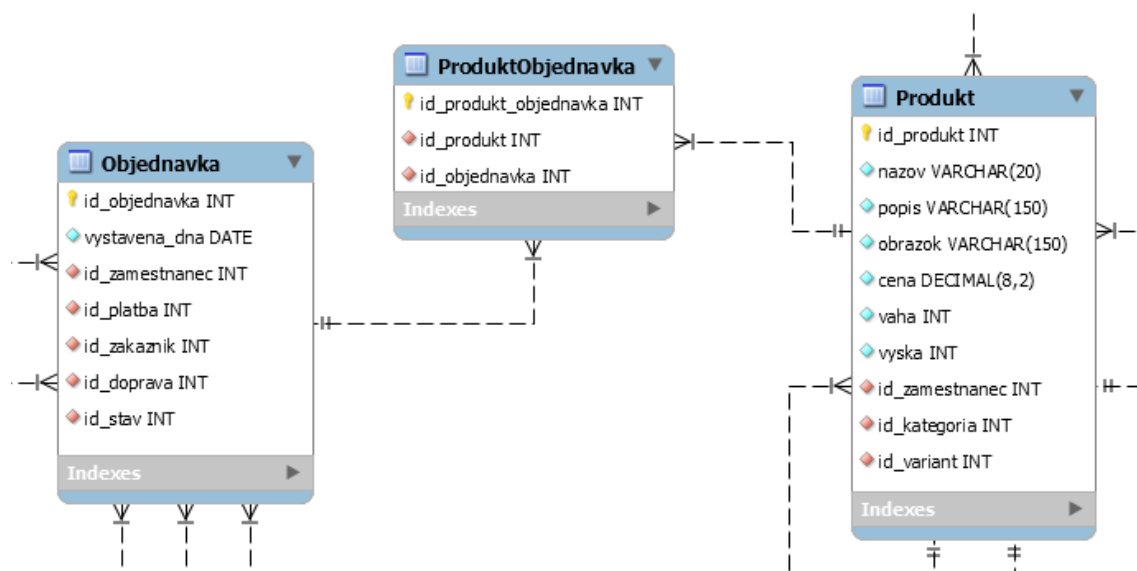 Objednavka
id_objednavka INT
vystavena_dna DATE
id_zamestnanec INT
id_platba INT
id_zakaznik INT
id_doprava INT
id_stav INT
Indexes
ProduktObjednavka
id_produkt_objednavka INT
id_produkt INT
id_objednavka INT
Indexes
Produkt
id_produkt INT
nazov VARCHAR(20)
popis VARCHAR(150)
obrazok VARCHAR(150)
cena DECIMAL(8,2)
vaha INT
vyska INT
id_zamestnanec INT
id_kategoria INT
id_variant INT
Indexes